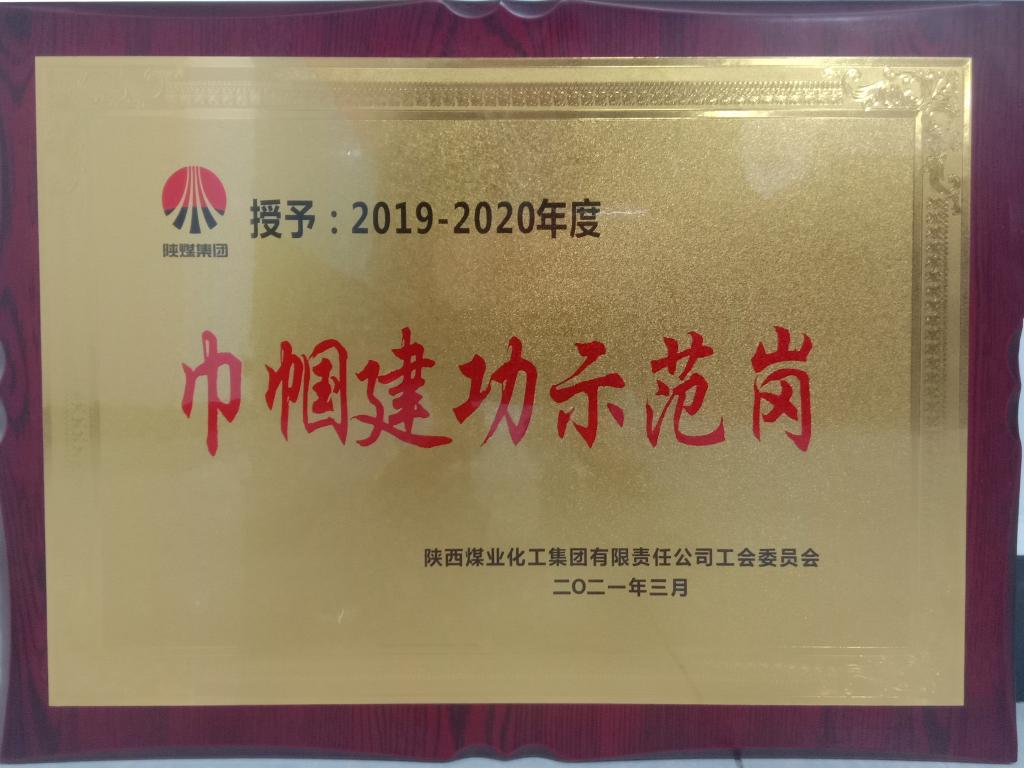 授予：2019-2020年度
陕煤集团
巾帼建功示范岗
陕西煤业化工集团有限责任公司工会委员会
二〇二一年三月